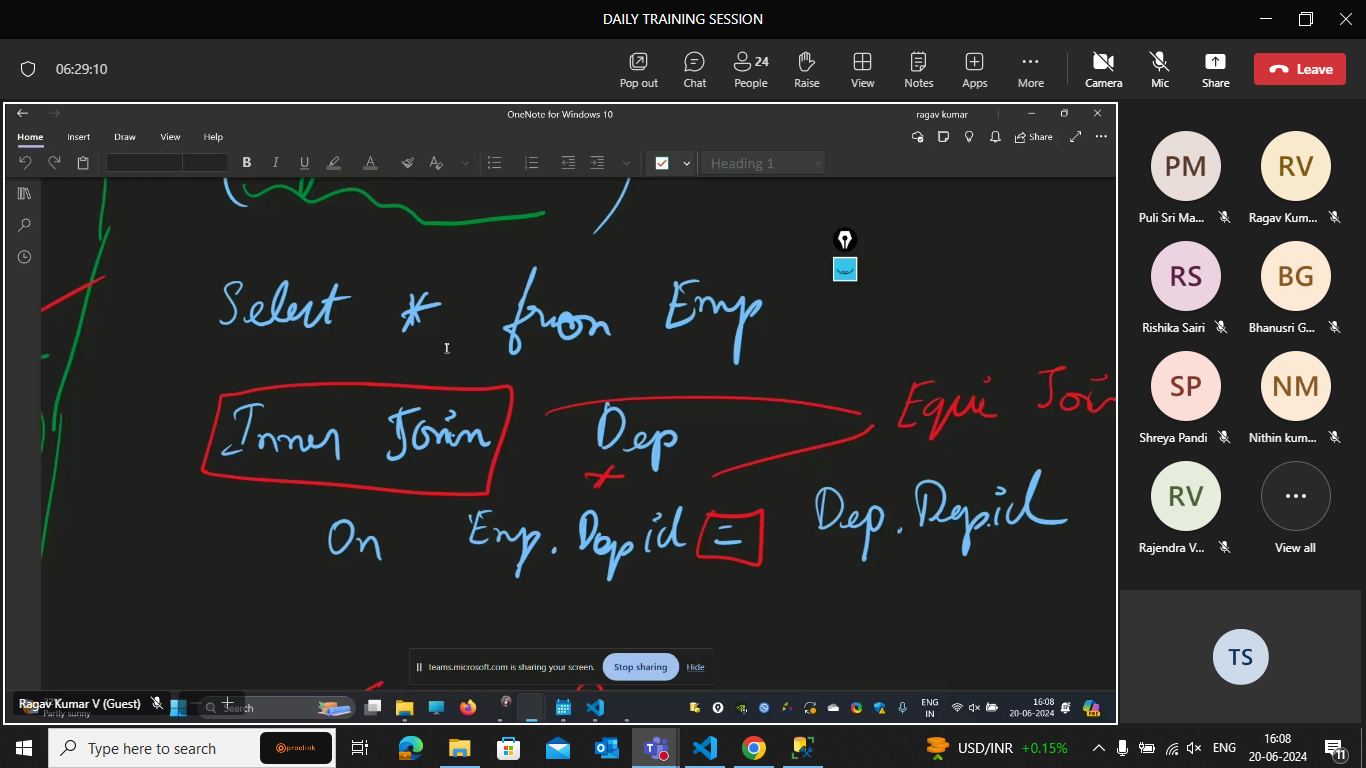 DAILY TRAINING SESSION
06:29:10
Pop out
Chat
24
People
Raise
View
Notes
Apps
More
Camera
Mic
Share
Leave
OneNote for Windows 10
ragav kumar
Home Insert Draw View Help
Share
B I U A A
Heading 1
Select * from Emp
Inner Join Dep
Equi Join
On Emp.Depid = Dep.Depid
teams.microsoft.com is sharing your screen. Stop sharing Hide
Ragav Kumar V (Guest)
Partly sunny
Search
ENG
IN
16:08
20-06-2024
PM
Puli Sri Ma...
RV
Ragav Kum...
RS
Rishika Sairi
BG
Bhanusri G...
SP
Shreya Pandi
NM
Nithin kum...
RV
Rajendra V...
View all
TS
Type here to search
proclink
USD/INR +0.15%
ENG
16:08
20-06-2024
11